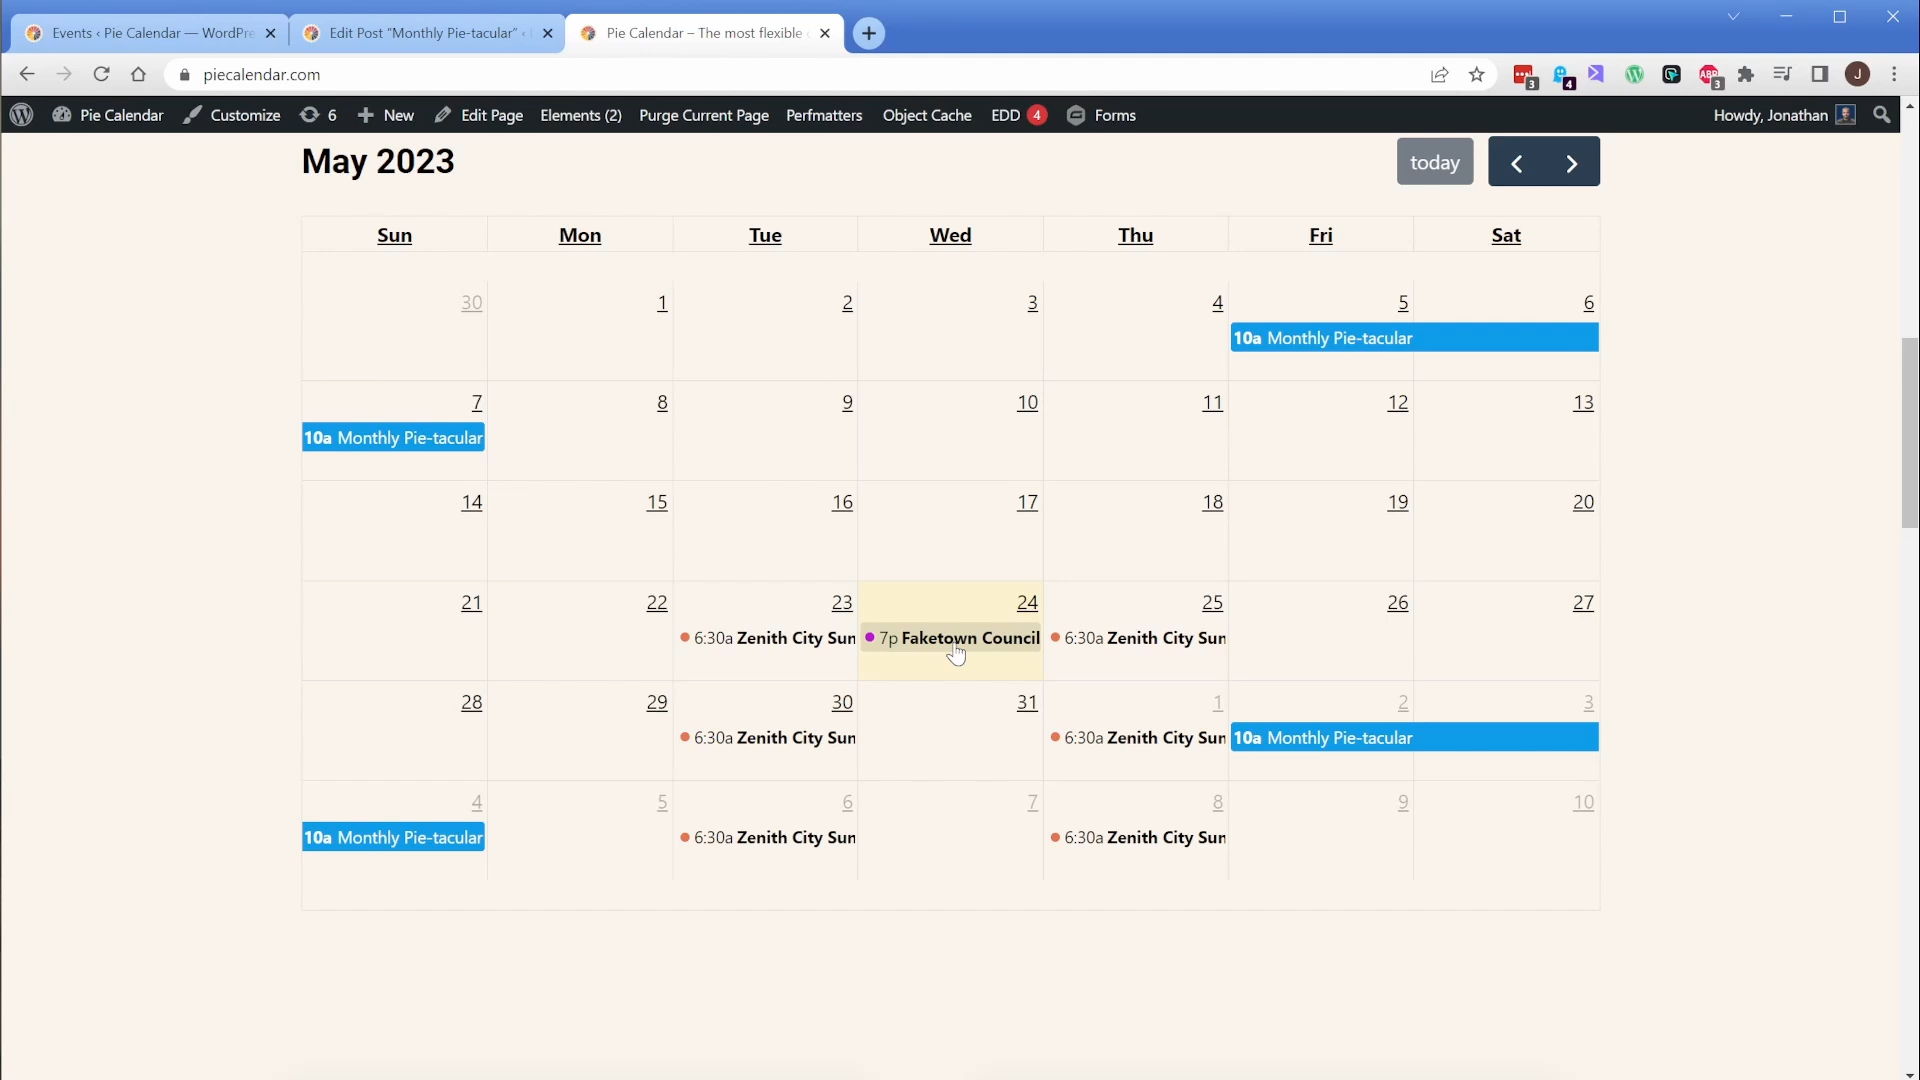 Events ‹ Pie Calendar — WordPre
Edit Post “Monthly Pie-tacular” ‹
Pie Calendar – The most flexible
piecalendar.com
3
4
ABP
3
J
Pie Calendar
Customize
6
New
Edit Page
Elements (2)
Purge Current Page
Perfmatters
Object Cache
EDD 4
Forms
Howdy, Jonathan
May 2023
today
Sun Mon Tue Wed Thu Fri Sat
30 1 2 3 4 5 6
10a Monthly Pie-tacular
7 8 9 10 11 12 13
10a Monthly Pie-tacular
14 15 16 17 18 19 20
21 22 23 24 25 26 27
6:30a Zenith City Sun
7p Faketown Council
6:30a Zenith City Sun
28 29 30 31 1 2 3
6:30a Zenith City Sun
6:30a Zenith City Sun
10a Monthly Pie-tacular
4 5 6 7 8 9 10
10a Monthly Pie-tacular
6:30a Zenith City Sun
6:30a Zenith City Sun